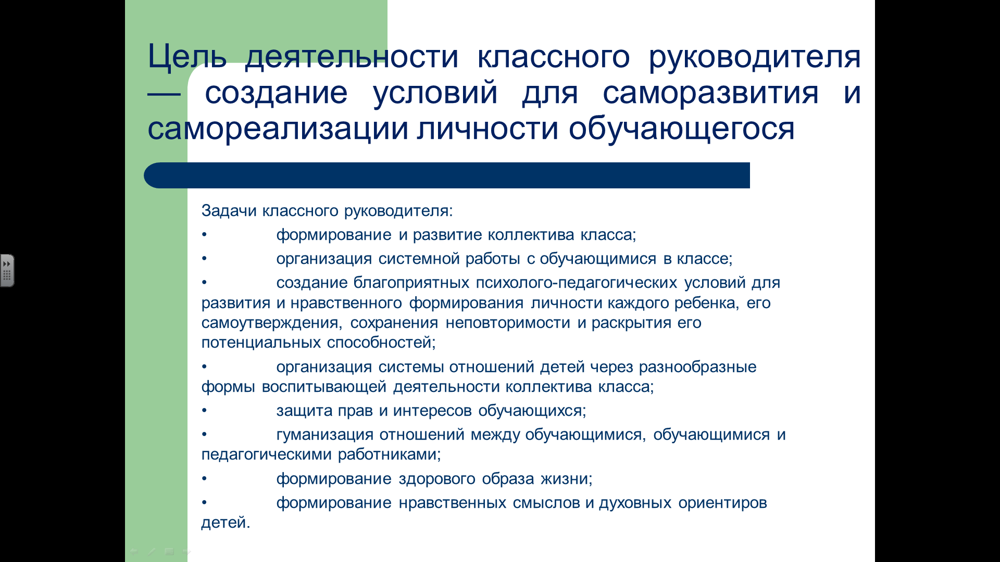 Цель деятельности классного руководителя
— создание условий для саморазвития и
самореализации личности обучающегося
Задачи классного руководителя:
• формирование и развитие коллектива класса;
• организация системной работы с обучающимися в классе;
• создание благоприятных психолого-педагогических условий для
развития и нравственного формирования личности каждого ребенка, его
самоутверждения, сохранения неповторимости и раскрытия его
потенциальных способностей;
• организация системы отношений детей через разнообразные
формы воспитывающей деятельности коллектива класса;
• защита прав и интересов обучающихся;
• гуманизация отношений между обучающимися, обучающимися и
педагогическими работниками;
• формирование здорового образа жизни;
• формирование нравственных смыслов и духовных ориентиров
детей.